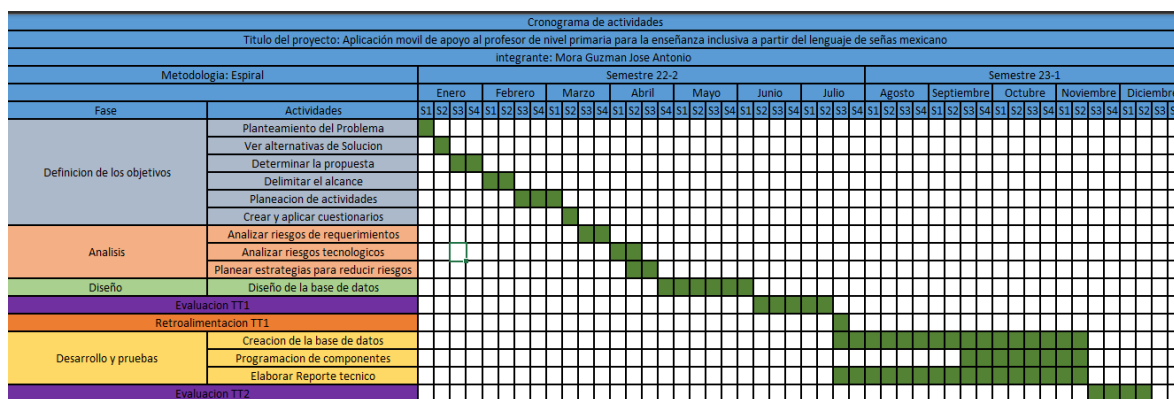 Cronograma de actividades
Titulo del proyecto: Aplicación movil de apoyo al profesor de nivel primaria para la enseñanza inclusiva a partir del lenguaje de señas mexicano
integrante: Mora Guzman Jose Antonio
Metodologia: Espiral Semestre 22-2 Semestre 23-1
Enero Febrero Marzo Abril Mayo Junio Julio Agosto Septiembre Octubre Noviembre Diciembre
Fase Actividades S1 S2 S3 S4 S1 S2 S3 S4 S1 S2 S3 S4 S1 S2 S3 S4 S1 S2 S3 S4 S1 S2 S3 S4 S1 S2 S3 S4 S1 S2 S3 S4 S1 S2 S3 S4 S1 S2 S3 S4 S1 S2 S3 S4 S1 S2 S3
Definicion de los objetivos
Planteamiento del Problema
Ver alternativas de Solucion
Determinar la propuesta
Delimitar el alcance
Planeacion de actividades
Crear y aplicar cuestionarios
Analisis
Analizar riesgos de requerimientos
Analizar riesgos tecnologicos
Planear estrategias para reducir riesgos
Diseño Diseño de la base de datos
Evaluacion TT1
Retroalimentacion TT1
Desarrollo y pruebas
Creacion de la base de datos
Programacion de componentes
Elaborar Reporte tecnico
Evaluacion TT2